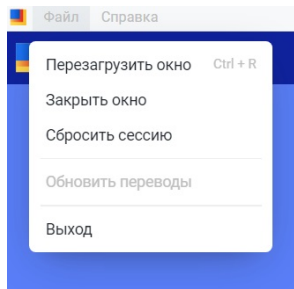 Файл Справка
Перезагрузить окно Ctrl + R
Закрыть окно
Сбросить сессию
Обновить переводы
Выход